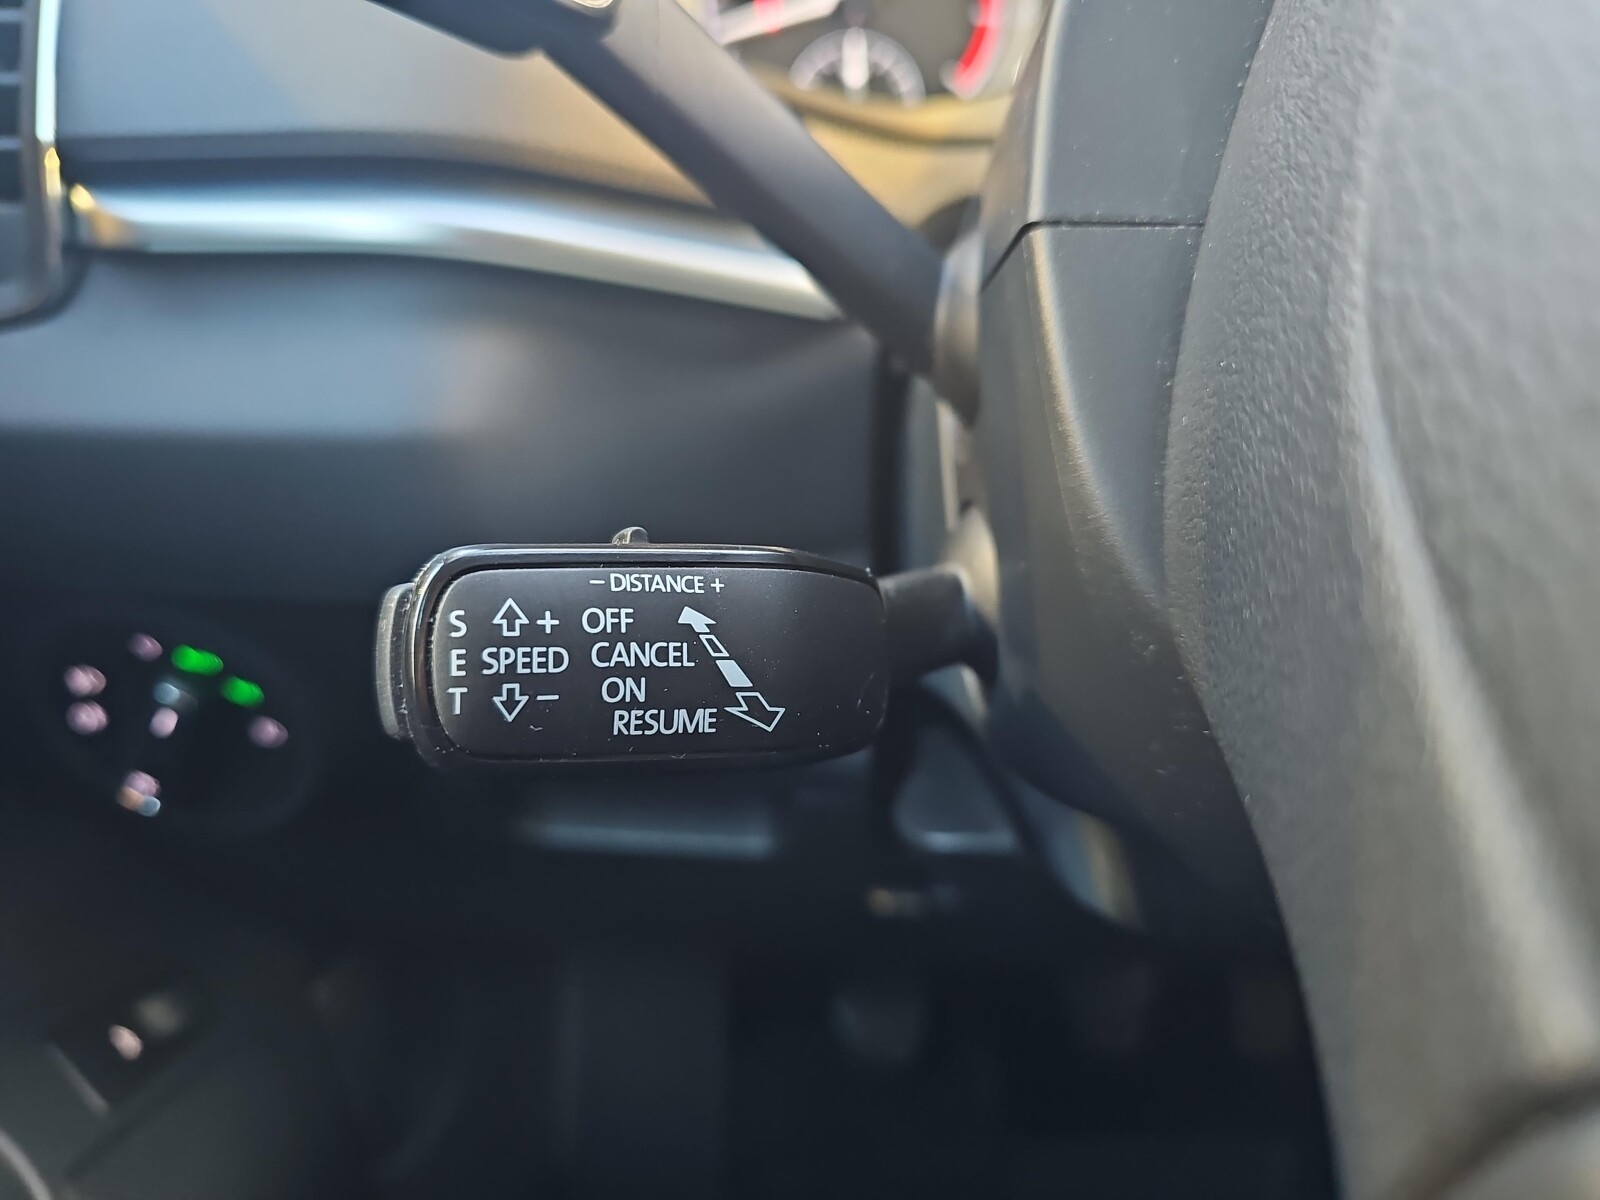 − DISTANCE +
S + OFF
E SPEED CANCEL
T − ON
RESUME